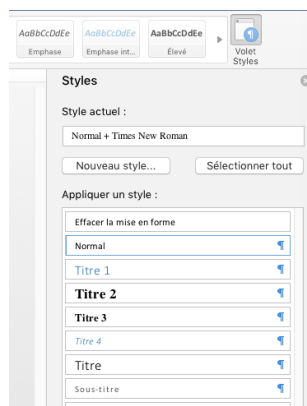 AaBbCcDdEe AaBbCcDdEe AaBbCcDdEe
Emphase Emphase int... Élevé Volet
Styles
Styles
Style actuel :
Normal + Times New Roman
Nouveau style... Sélectionner tout
Appliquer un style :
Effacer la mise en forme
Normal
Titre 1
Titre 2
Titre 3
Titre 4
Titre
Sous-titre